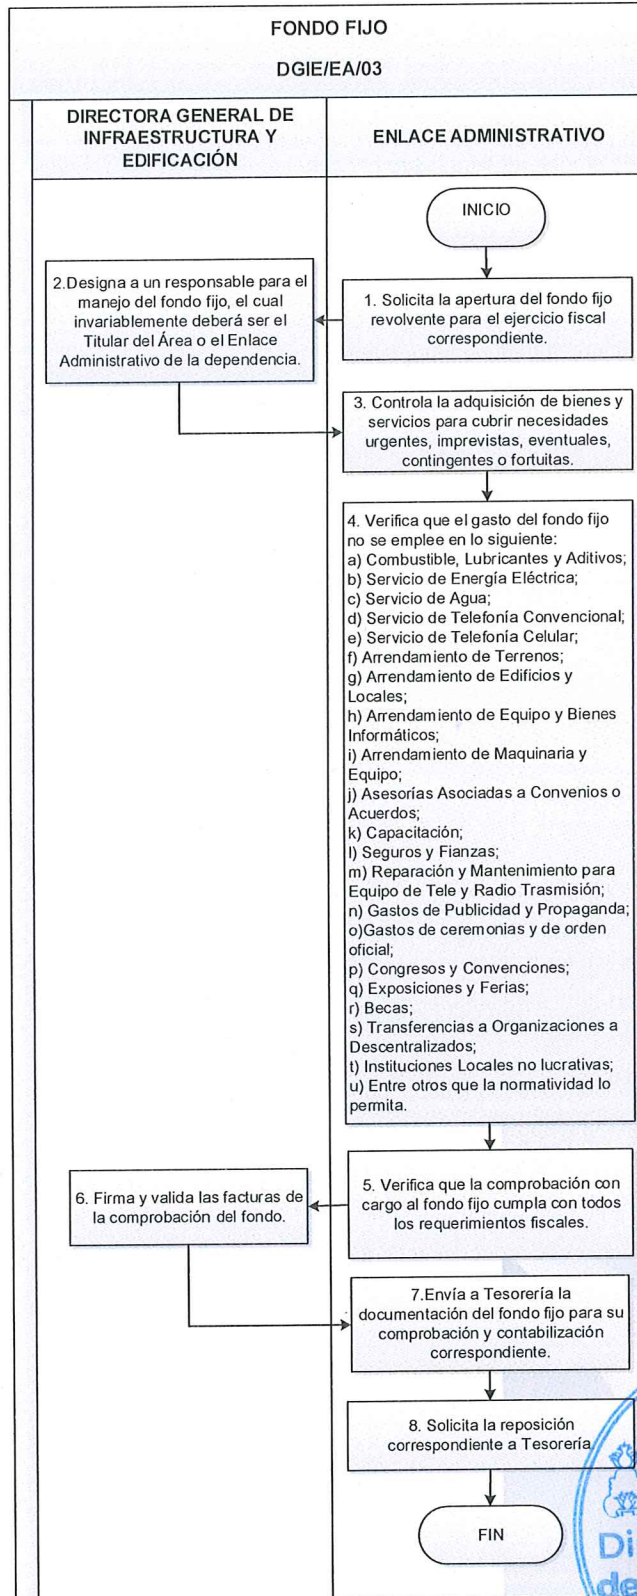 FONDO FIJO
DGIE/EA/03
DIRECTORA GENERAL DE
INFRAESTRUCTURA Y
EDIFICACIÓN
ENLACE ADMINISTRATIVO
INICIO
1. Solicita la apertura del fondo fijo
revolvente para el ejercicio fiscal
correspondiente.
2.Designa a un responsable para el
manejo del fondo fijo, el cual
invariablemente deberá ser el
Titular del Área o el Enlace
Administrativo de la dependencia.
3. Controla la adquisición de bienes y
servicios para cubrir necesidades
urgentes, imprevistas, eventuales,
contingentes o fortuitas.
4. Verifica que el gasto del fondo fijo
no se emplee en lo siguiente:
a) Combustible, Lubricantes y Aditivos;
b) Servicio de Energía Eléctrica;
c) Servicio de Agua;
d) Servicio de Telefonía Convencional;
e) Servicio de Telefonía Celular;
f) Arrendamiento de Terrenos;
g) Arrendamiento de Edificios y
Locales;
h) Arrendamiento de Equipo y Bienes
Informáticos;
i) Arrendamiento de Maquinaria y
Equipo;
j) Asesorías Asociadas a Convenios o
Acuerdos;
k) Capacitación;
l) Seguros y Fianzas;
m) Reparación y Mantenimiento para
Equipo de Tele y Radio Trasmisión;
n) Gastos de Publicidad y Propaganda;
o)Gastos de ceremonias y de orden
oficial;
p) Congresos y Convenciones;
q) Exposiciones y Ferias;
r) Becas;
s) Transferencias a Organizaciones a
Descentralizados;
t) Instituciones Locales no lucrativas;
u) Entre otros que la normatividad lo
permita.
5. Verifica que la comprobación con
cargo al fondo fijo cumpla con todos
los requerimientos fiscales.
6. Firma y valida las facturas de
la comprobación del fondo.
7.Envía a Tesorería la
documentación del fondo fijo para su
comprobación y contabilización
correspondiente.
8. Solicita la reposición
correspondiente a Tesorería
FIN
Di
de